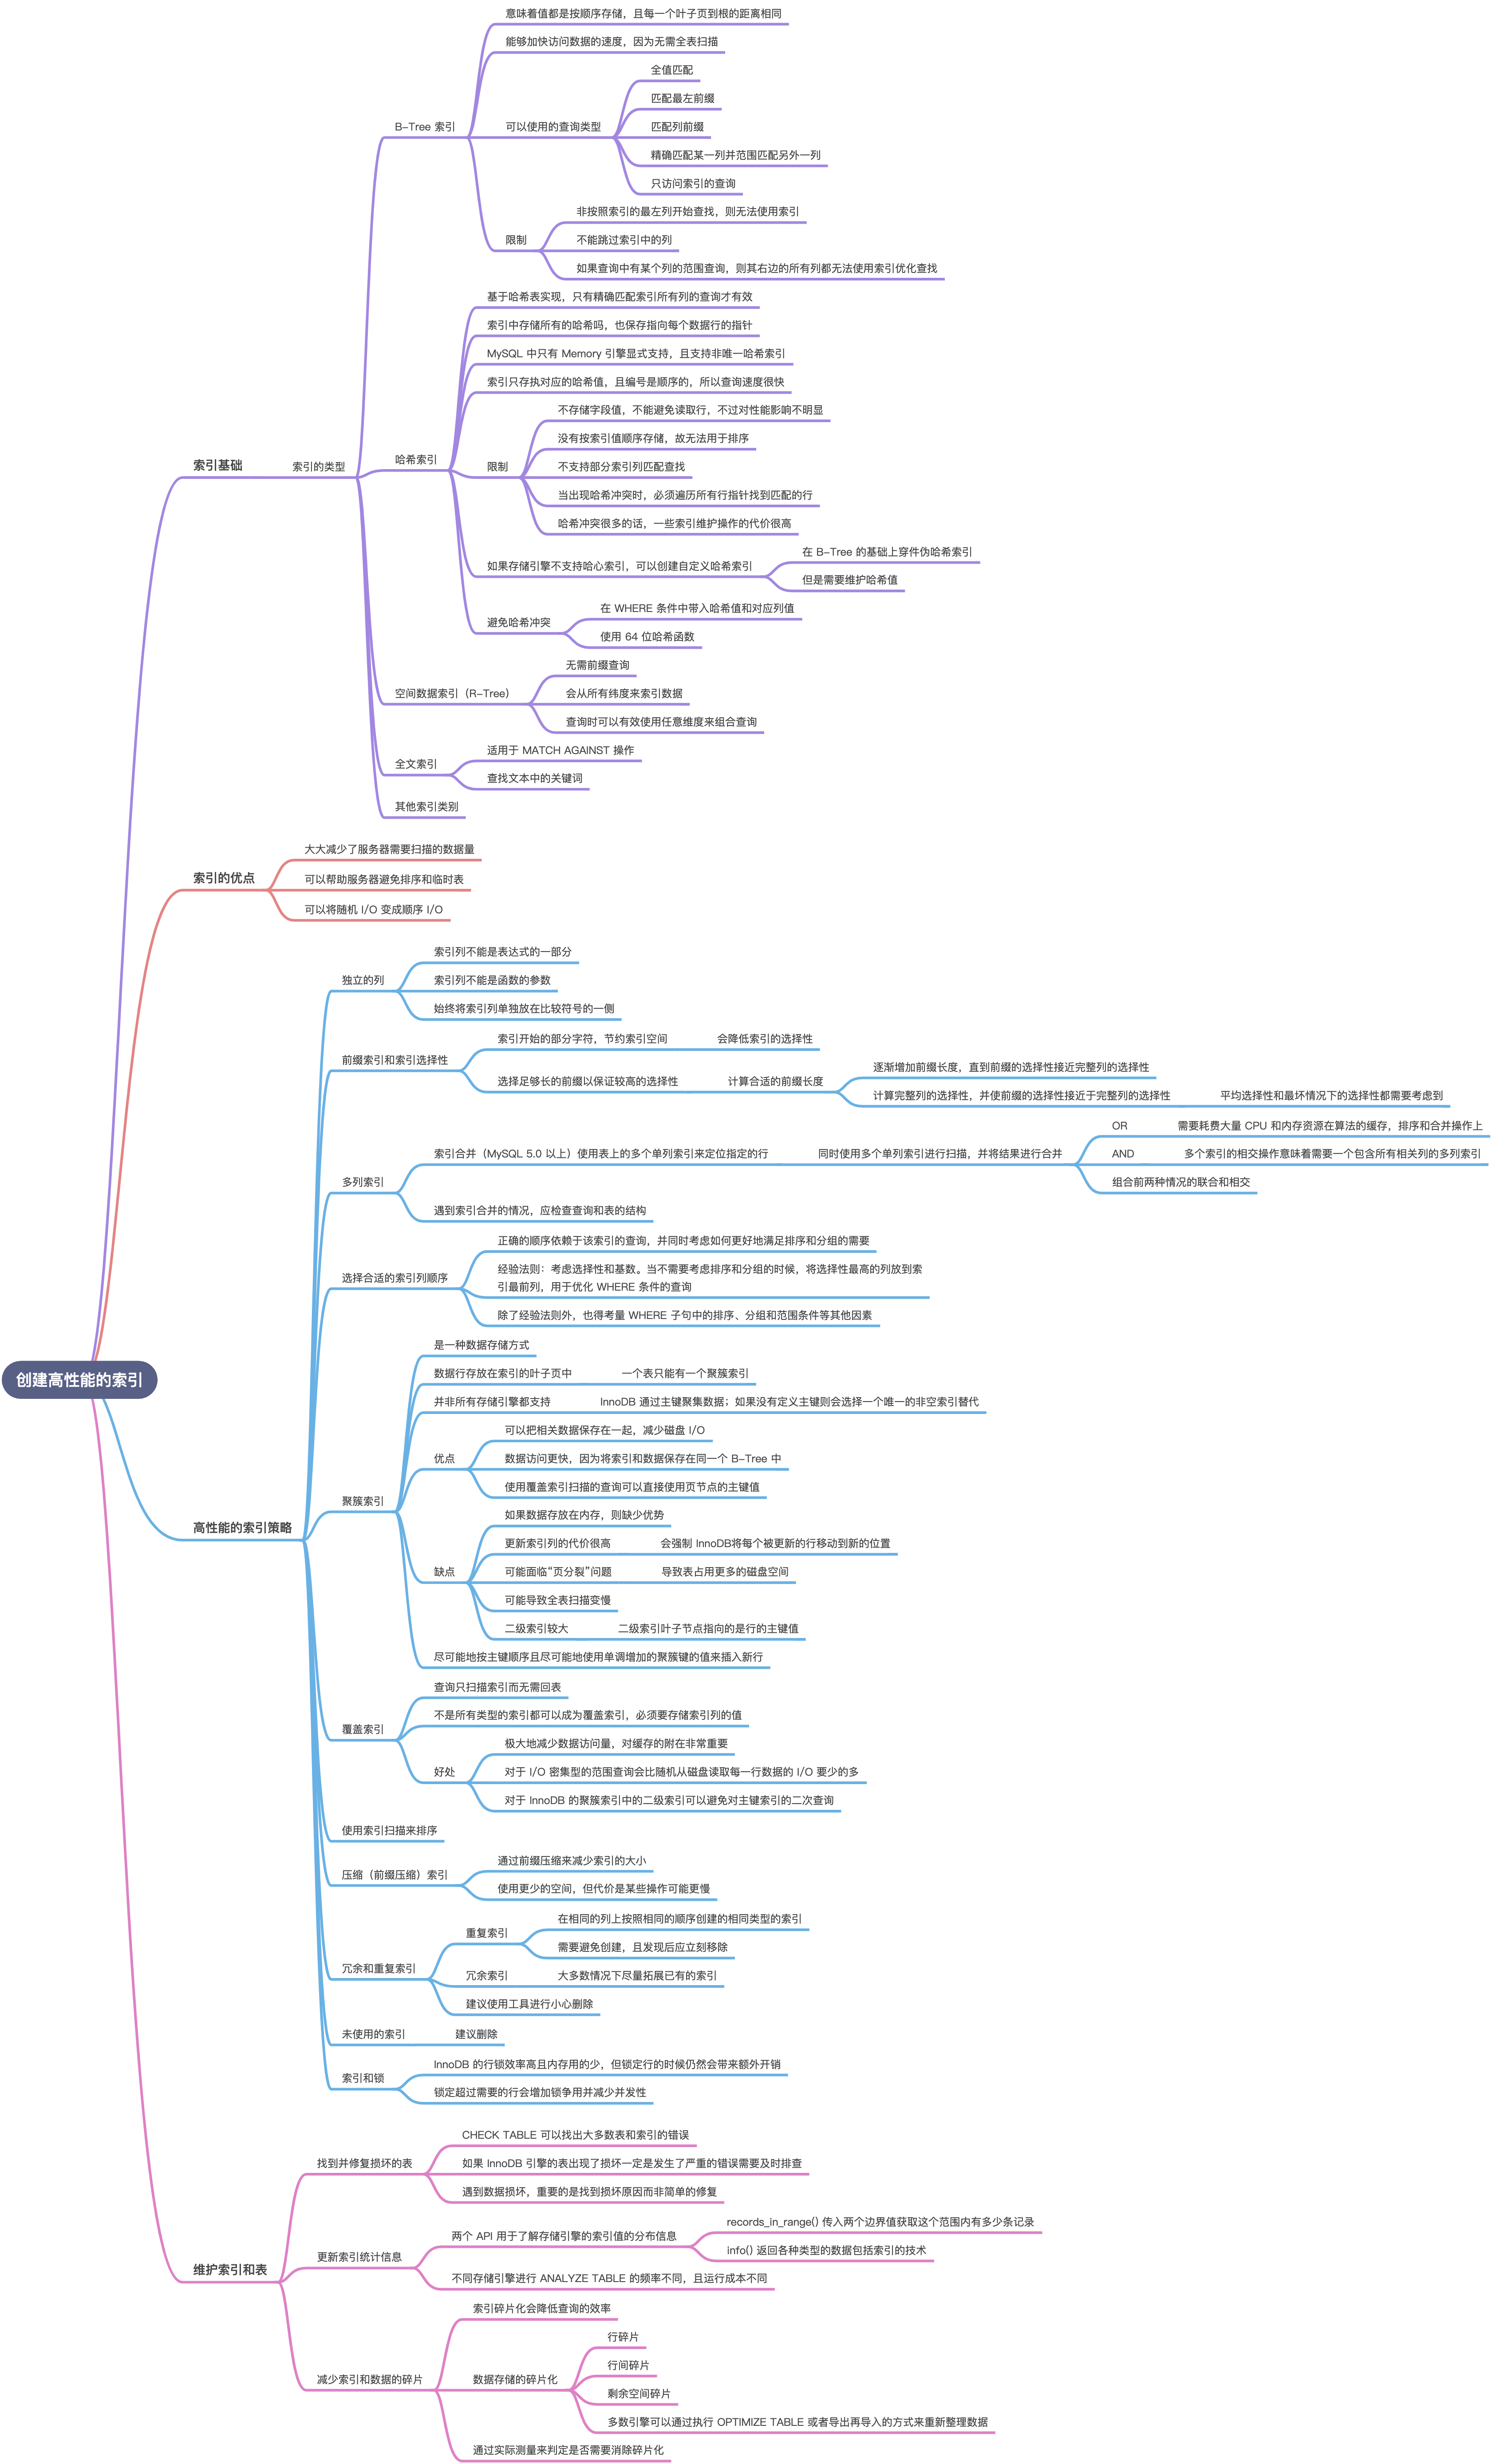 创建高性能的索引
索引基础
索引的类型
B-Tree 索引
意味着值都是按顺序存储，且每一个叶子页到根的距离相同
能够加快访问数据的速度，因为无需全表扫描
可以使用的查询类型
全值匹配
匹配最左前缀
匹配列前缀
精确匹配某一列并范围匹配另外一列
只访问索引的查询
限制
非按照索引的最左列开始查找，则无法使用索引
不能跳过索引中的列
如果查询中有某个列的范围查询，则其右边的所有列都无法使用索引优化查找
哈希索引
基于哈希表实现，只有精确匹配索引所有列的查询才有效
索引中存储所有的哈希吗，也保存指向每个数据行的指针
MySQL 中只有 Memory 引擎显式支持，且支持非唯一哈希索引
索引只存执对应的哈希值，且编号是顺序的，所以查询速度很快
限制
不存储字段值，不能避免读取行，不过对性能影响不明显
没有按索引值顺序存储，故无法用于排序
不支持部分索引列匹配查找
当出现哈希冲突时，必须遍历所有行指针找到匹配的行
哈希冲突很多的话，一些索引维护操作的代价很高
如果存储引擎不支持哈心索引，可以创建自定义哈希索引
在 B-Tree 的基础上穿件伪哈希索引
但是需要维护哈希值
避免哈希冲突
在 WHERE 条件中带入哈希值和对应列值
使用 64 位哈希函数
空间数据索引（R-Tree）
无需前缀查询
会从所有纬度来索引数据
查询时可以有效使用任意维度来组合查询
全文索引
适用于 MATCH AGAINST 操作
查找文本中的关键词
其他索引类别
索引的优点
大大减少了服务器需要扫描的数据量
可以帮助服务器避免排序和临时表
可以将随机 I/O 变成顺序 I/O
高性能的索引策略
独立的列
索引列不能是表达式的一部分
索引列不能是函数的参数
始终将索引列单独放在比较符号的一侧
前缀索引和索引选择性
索引开始的部分字符，节约索引空间
会降低索引的选择性
选择足够长的前缀以保证较高的选择性
计算合适的前缀长度
逐渐增加前缀长度，直到前缀的选择性接近完整列的选择性
计算完整列的选择性，并使前缀的选择性接近于完整列的选择性
平均选择性和最坏情况下的选择性都需要考虑到
多列索引
索引合并（MySQL 5.0 以上）使用表上的多个单列索引来定位指定的行
同时使用多个单列索引进行扫描，并将结果进行合并
OR
需要耗费大量 CPU 和内存资源在算法的缓存，排序和合并操作上
AND
多个索引的相交操作意味着需要一个包含所有相关列的多列索引
组合前两种情况的联合和相交
遇到索引合并的情况，应检查查询和表的结构
选择合适的索引列顺序
正确的顺序依赖于该索引的查询，并同时考虑如何更好地满足排序和分组的需要
经验法则：考虑选择性和基数。当不需要考虑排序和分组的时候，将选择性最高的列放到索
引最前列，用于优化 WHERE 条件的查询
除了经验法则外，也得考量 WHERE 子句中的排序、分组和范围条件等其他因素
聚簇索引
是一种数据存储方式
数据行存放在索引的叶子页中
一个表只能有一个聚簇索引
并非所有存储引擎都支持
InnoDB 通过主键聚集数据；如果没有定义主键则会选择一个唯一的非空索引替代
优点
可以把相关数据保存在一起，减少磁盘 I/O
数据访问更快，因为将索引和数据保存在同一个 B-Tree 中
使用覆盖索引扫描的查询可以直接使用页节点的主键值
缺点
如果数据存放在内存，则缺少优势
更新索引列的代价很高
会强制 InnoDB将每个被更新的行移动到新的位置
可能面临“页分裂”问题
导致表占用更多的磁盘空间
可能导致全表扫描变慢
二级索引较大
二级索引叶子节点指向的是行的主键值
尽可能地按主键顺序且尽可能地使用单调增加的聚簇键的值来插入新行
覆盖索引
查询只扫描索引而无需回表
不是所有类型的索引都可以成为覆盖索引，必须要存储索引列的值
好处
极大地减少数据访问量，对缓存的附在非常重要
对于 I/O 密集型的范围查询会比随机从磁盘读取每一行数据的 I/O 要少的多
对于 InnoDB 的聚簇索引中的二级索引可以避免对主键索引的二次查询
使用索引扫描来排序
压缩（前缀压缩）索引
通过前缀压缩来减少索引的大小
使用更少的空间，但代价是某些操作可能更慢
冗余和重复索引
重复索引
在相同的列上按照相同的顺序创建的相同类型的索引
需要避免创建，且发现后应立刻移除
冗余索引
大多数情况下尽量拓展已有的索引
建议使用工具进行小心删除
未使用的索引
建议删除
索引和锁
InnoDB 的行锁效率高且内存用的少，但锁定行的时候仍然会带来额外开销
锁定超过需要的行会增加锁争用并减少并发性
维护索引和表
找到并修复损坏的表
CHECK TABLE 可以找出大多数表和索引的错误
如果 InnoDB 引擎的表出现了损坏一定是发生了严重的错误需要及时排查
遇到数据损坏，重要的是找到损坏原因而非简单的修复
更新索引统计信息
两个 API 用于了解存储引擎的索引值的分布信息
records_in_range() 传入两个边界值获取这个范围内有多少条记录
info() 返回各种类型的数据包括索引的技术
不同存储引擎进行 ANALYZE TABLE 的频率不同，且运行成本不同
减少索引和数据的碎片
索引碎片化会降低查询的效率
数据存储的碎片化
行碎片
行间碎片
剩余空间碎片
多数引擎可以通过执行 OPTIMIZE TABLE 或者导出再导入的方式来重新整理数据
通过实际测量来判定是否需要消除碎片化